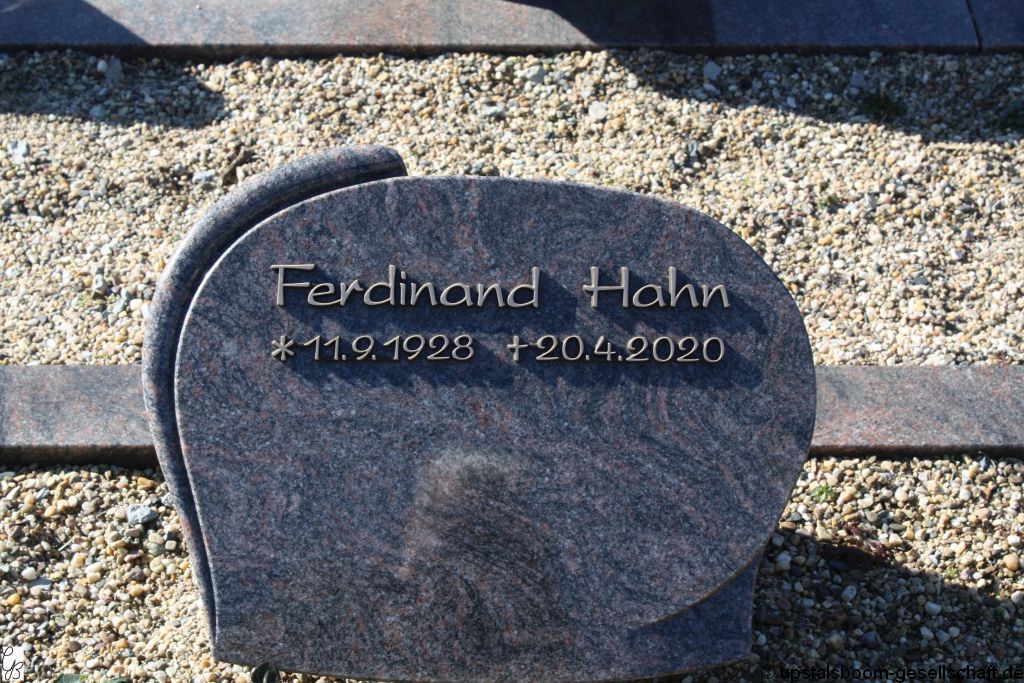 Ferdinand Hahn
* 11.9.1928 † 20.4.2020
© upstalsboom-gesellschaft.de